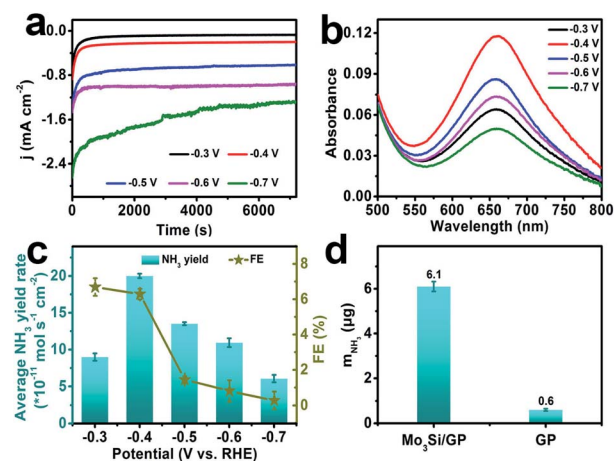 a
0.0
-0.8
-1.6
-2.4
j (mA cm⁻²)
-0.3 V
-0.4 V
-0.5 V
-0.6 V
-0.7 V
0
2000
4000
6000
Time (s)
b
0.12
0.09
0.06
0.03
0.00
Absorbance
-0.3 V
-0.4 V
-0.5 V
-0.6 V
-0.7 V
500
550
600
650
700
750
800
Wavelength (nm)
c
NH₃ yield
FE
20
15
10
5
0
Average NH₃ yield rate
(*10⁻¹¹ mol s⁻¹ cm⁻²)
8
6
4
2
0
FE (%)
-0.3
-0.4
-0.5
-0.6
-0.7
Potential (V vs. RHE)
d
6
4
2
0
m NH₃ (μg)
6.1
0.6
Mo₃Si/GP
GP